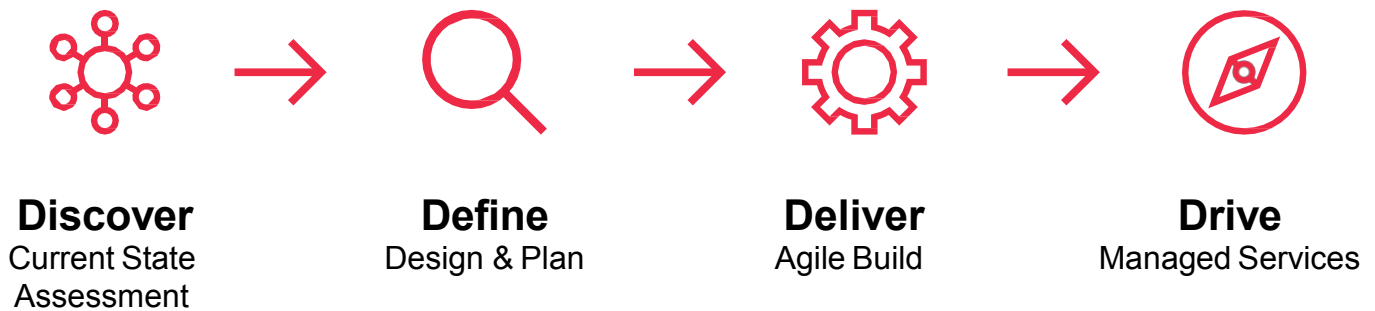 Discover
Current State
Assessment
Define
Design & Plan
Deliver
Agile Build
Drive
Managed Services